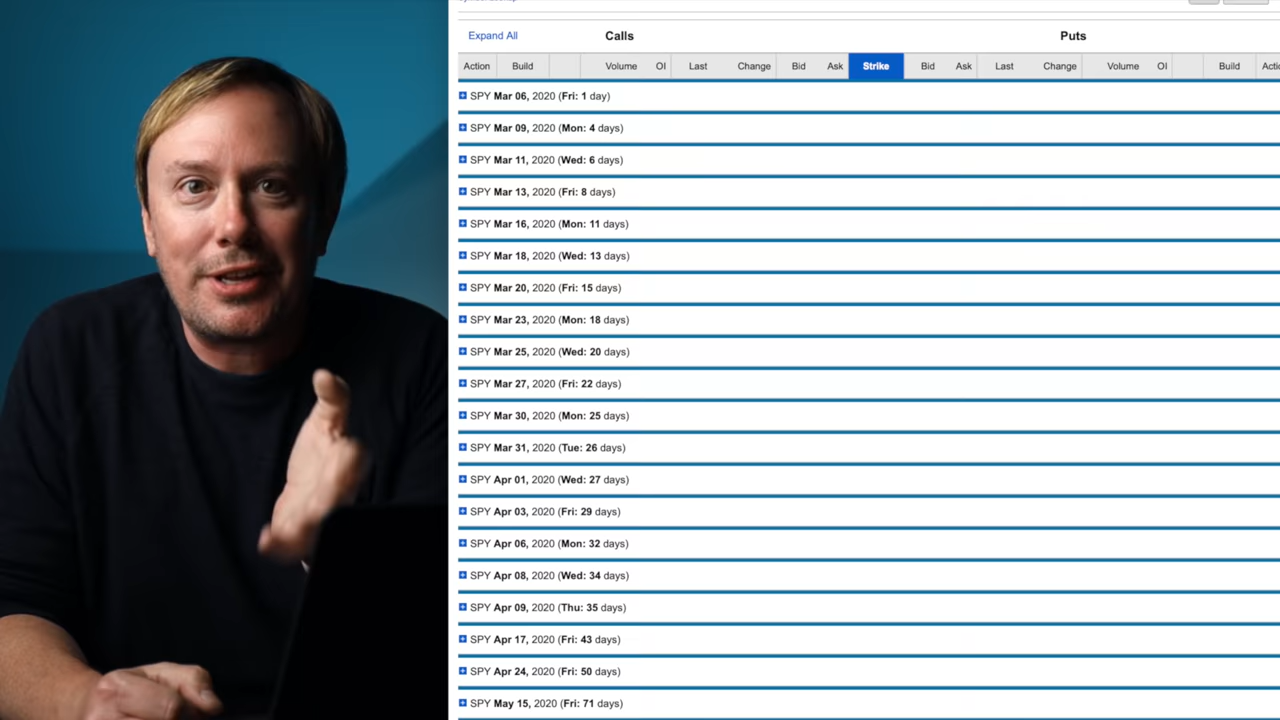 Expand All Calls Puts
Action Build Volume OI Last Change Bid Ask Strike Bid Ask Last Change Volume OI Build
SPY Mar 06, 2020 (Fri: 1 day)
SPY Mar 09, 2020 (Mon: 4 days)
SPY Mar 11, 2020 (Wed: 6 days)
SPY Mar 13, 2020 (Fri: 8 days)
SPY Mar 16, 2020 (Mon: 11 days)
SPY Mar 18, 2020 (Wed: 13 days)
SPY Mar 20, 2020 (Fri: 15 days)
SPY Mar 23, 2020 (Mon: 18 days)
SPY Mar 25, 2020 (Wed: 20 days)
SPY Mar 27, 2020 (Fri: 22 days)
SPY Mar 30, 2020 (Mon: 25 days)
SPY Mar 31, 2020 (Tue: 26 days)
SPY Apr 01, 2020 (Wed: 27 days)
SPY Apr 03, 2020 (Fri: 29 days)
SPY Apr 06, 2020 (Mon: 32 days)
SPY Apr 08, 2020 (Wed: 34 days)
SPY Apr 09, 2020 (Thu: 35 days)
SPY Apr 17, 2020 (Fri: 43 days)
SPY Apr 24, 2020 (Fri: 50 days)
SPY May 15, 2020 (Fri: 71 days)